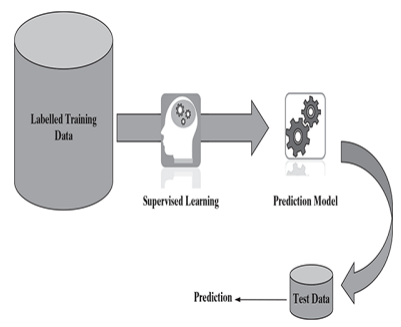 Labelled Training
Data
Supervised Learning
Prediction Model
Test Data
Prediction